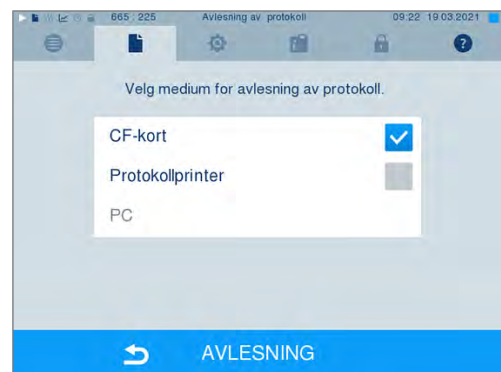 665 : 225 Avlesning av protokoll 09:22 19.03.2021
?
Velg medium for avlesning av protokoll.
CF-kort
Protokollprinter
PC
AVLESNING